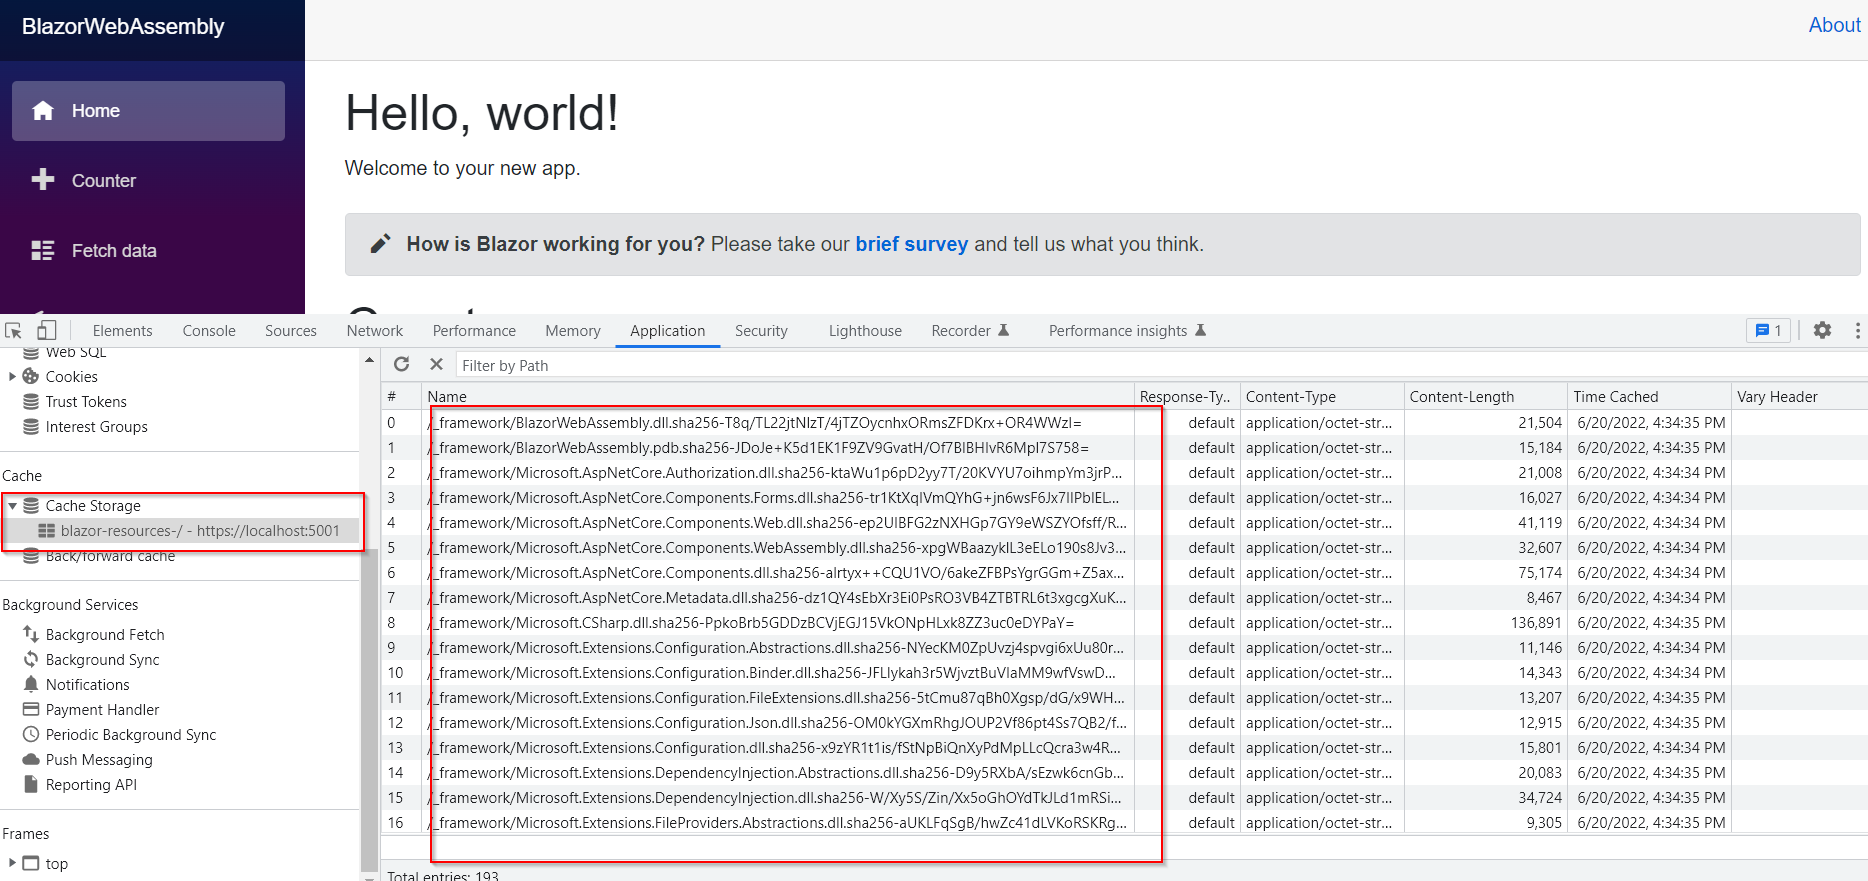 BlazorWebAssembly
About
Home
Counter
Fetch data
Hello, world!
Welcome to your new app.
How is Blazor working for you? Please take our brief survey and tell us what you think.
Elements Console Sources Network Performance Memory Application Security Lighthouse Recorder Performance insights 1
Web SQL
Cookies
Trust Tokens
Interest Groups
Cache
Cache Storage
blazor-resources-/ - https://localhost:5001
Back/forward cache
Background Services
Background Fetch
Background Sync
Notifications
Payment Handler
Periodic Background Sync
Push Messaging
Reporting API
Frames
top
Filter by Path
# Name Response-Ty... Content-Type Content-Length Time Cached Vary Header
0 /_framework/BlazorWebAssembly.dll.sha256-T8q/TL22jtNIzT/4jTZOycnhxORmsZFDKrx+OR4WWzI= default application/octet-str... 21,504 6/20/2022, 4:34:35 PM
1 /_framework/BlazorWebAssembly.pdb.sha256-JDoJe+K5d1EK1F9ZV9GvatH/Of7BIBHIvR6MpI7S758= default application/octet-str... 15,184 6/20/2022, 4:34:35 PM
2 /_framework/Microsoft.AspNetCore.Authorization.dll.sha256-ktaWu1p6pD2yy7T/20KVYU7oihmpYm3jrP... default application/octet-str... 21,008 6/20/2022, 4:34:34 PM
3 /_framework/Microsoft.AspNetCore.Components.Forms.dll.sha256-tr1KtXqlVmQYhG+jn6wsF6Jx7lIPbIEL... default application/octet-str... 16,027 6/20/2022, 4:34:34 PM
4 /_framework/Microsoft.AspNetCore.Components.Web.dll.sha256-ep2UIBFG2zNXHGp7GY9eWSZYOfsff/R... default application/octet-str... 41,119 6/20/2022, 4:34:34 PM
5 /_framework/Microsoft.AspNetCore.Components.WebAssembly.dll.sha256-xpgWBaazykIL3eELo190s8Jv3... default application/octet-str... 32,607 6/20/2022, 4:34:34 PM
6 /_framework/Microsoft.AspNetCore.Components.dll.sha256-alrtyx++CQU1VO/6akeZFBPsYgrGGm+Z5ax... default application/octet-str... 75,174 6/20/2022, 4:34:34 PM
7 /_framework/Microsoft.AspNetCore.Metadata.dll.sha256-dz1QY4sEbXr3Ei0PsRO3VB4ZTBTRL6t3xgcgXuK... default application/octet-str... 8,467 6/20/2022, 4:34:34 PM
8 /_framework/Microsoft.CSharp.dll.sha256-PpkoBrb5GDDzBCVjEGJ15VkONpHLxk8ZZ3uc0eDYPaY= default application/octet-str... 136,891 6/20/2022, 4:34:35 PM
9 /_framework/Microsoft.Extensions.Configuration.Abstractions.dll.sha256-NYecKM0ZpUvzj4spvgi6xUu80r... default application/octet-str... 11,146 6/20/2022, 4:34:34 PM
10 /_framework/Microsoft.Extensions.Configuration.Binder.dll.sha256-JFLlykah3r5WjvztBuVlaMM9wfVswD... default application/octet-str... 14,343 6/20/2022, 4:34:34 PM
11 /_framework/Microsoft.Extensions.Configuration.FileExtensions.dll.sha256-5tCmu87qBh0Xgsp/dG/x9WH... default application/octet-str... 13,207 6/20/2022, 4:34:35 PM
12 /_framework/Microsoft.Extensions.Configuration.Json.dll.sha256-OM0kYGXmRhgJOUP2Vf86pt4Ss7QB2/f... default application/octet-str... 12,915 6/20/2022, 4:34:34 PM
13 /_framework/Microsoft.Extensions.Configuration.dll.sha256-x9zYR1t1is/fStNpBiQnXyPdMpLLcQcra3w4R... default application/octet-str... 15,801 6/20/2022, 4:34:34 PM
14 /_framework/Microsoft.Extensions.DependencyInjection.Abstractions.dll.sha256-D9y5RXbA/sEzwk6cnGb... default application/octet-str... 20,083 6/20/2022, 4:34:35 PM
15 /_framework/Microsoft.Extensions.DependencyInjection.dll.sha256-W/Xy5S/Zin/Xx5oGhOYdTkJLd1mRSi... default application/octet-str... 34,724 6/20/2022, 4:34:35 PM
16 /_framework/Microsoft.Extensions.FileProviders.Abstractions.dll.sha256-aUKLFqSgB/hwZc41dLVKoRSKRg... default application/octet-str... 9,305 6/20/2022, 4:34:35 PM
Total entries: 193